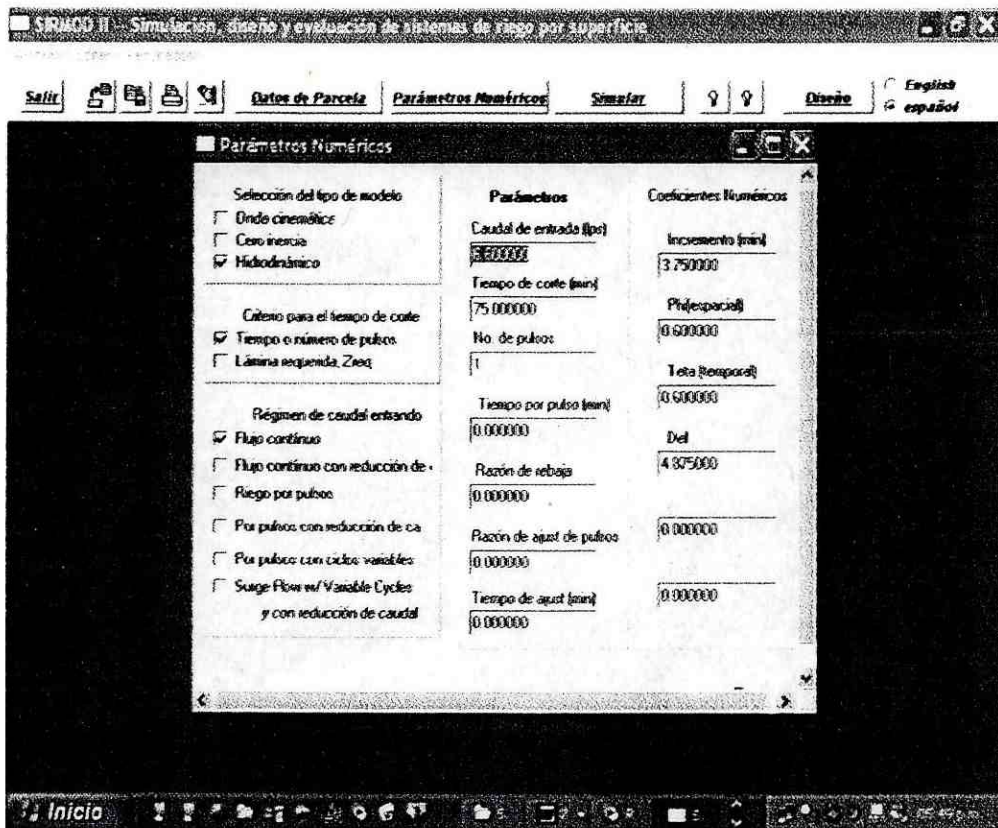 SIRMOD II - Simulación, diseño y evaluación de sistemas de riego por superficie
Salir Datos de Parcela Parámetros Numéricos Simular Diseño English
español
Parámetros Numéricos
Selección del tipo de modelo
Onda cinemática
Cero inercia
Hidrodinámico
Criterio para el tiempo de corte
Tiempo o número de pulsos
Lámina requerida, Zreq
Régimen de caudal entrando
Flujo contínuo
Flujo contínuo con reducción de
Riego por pulsos
Por pulsos con reducción de ca
Por pulsos con ciclos variables
Surge Flow w/ Variable Cycles
y con reducción de caudal
Parámetros
Caudal de entrada (lps)
Tiempo de corte (min)
75.000000
No. de pulsos
1
Tiempo por pulso (min)
0.000000
Razón de rebaja
0.000000
Razón de ajust de pulsos
0.000000
Tiempo de ajust (min)
0.000000
Coeficientes Numéricos
Incremento (min)
3.750000
Phi(espacial)
0.600000
Teta (temporal)
0.600000
Del
4.875000
0.000000
0.000000
Inicio